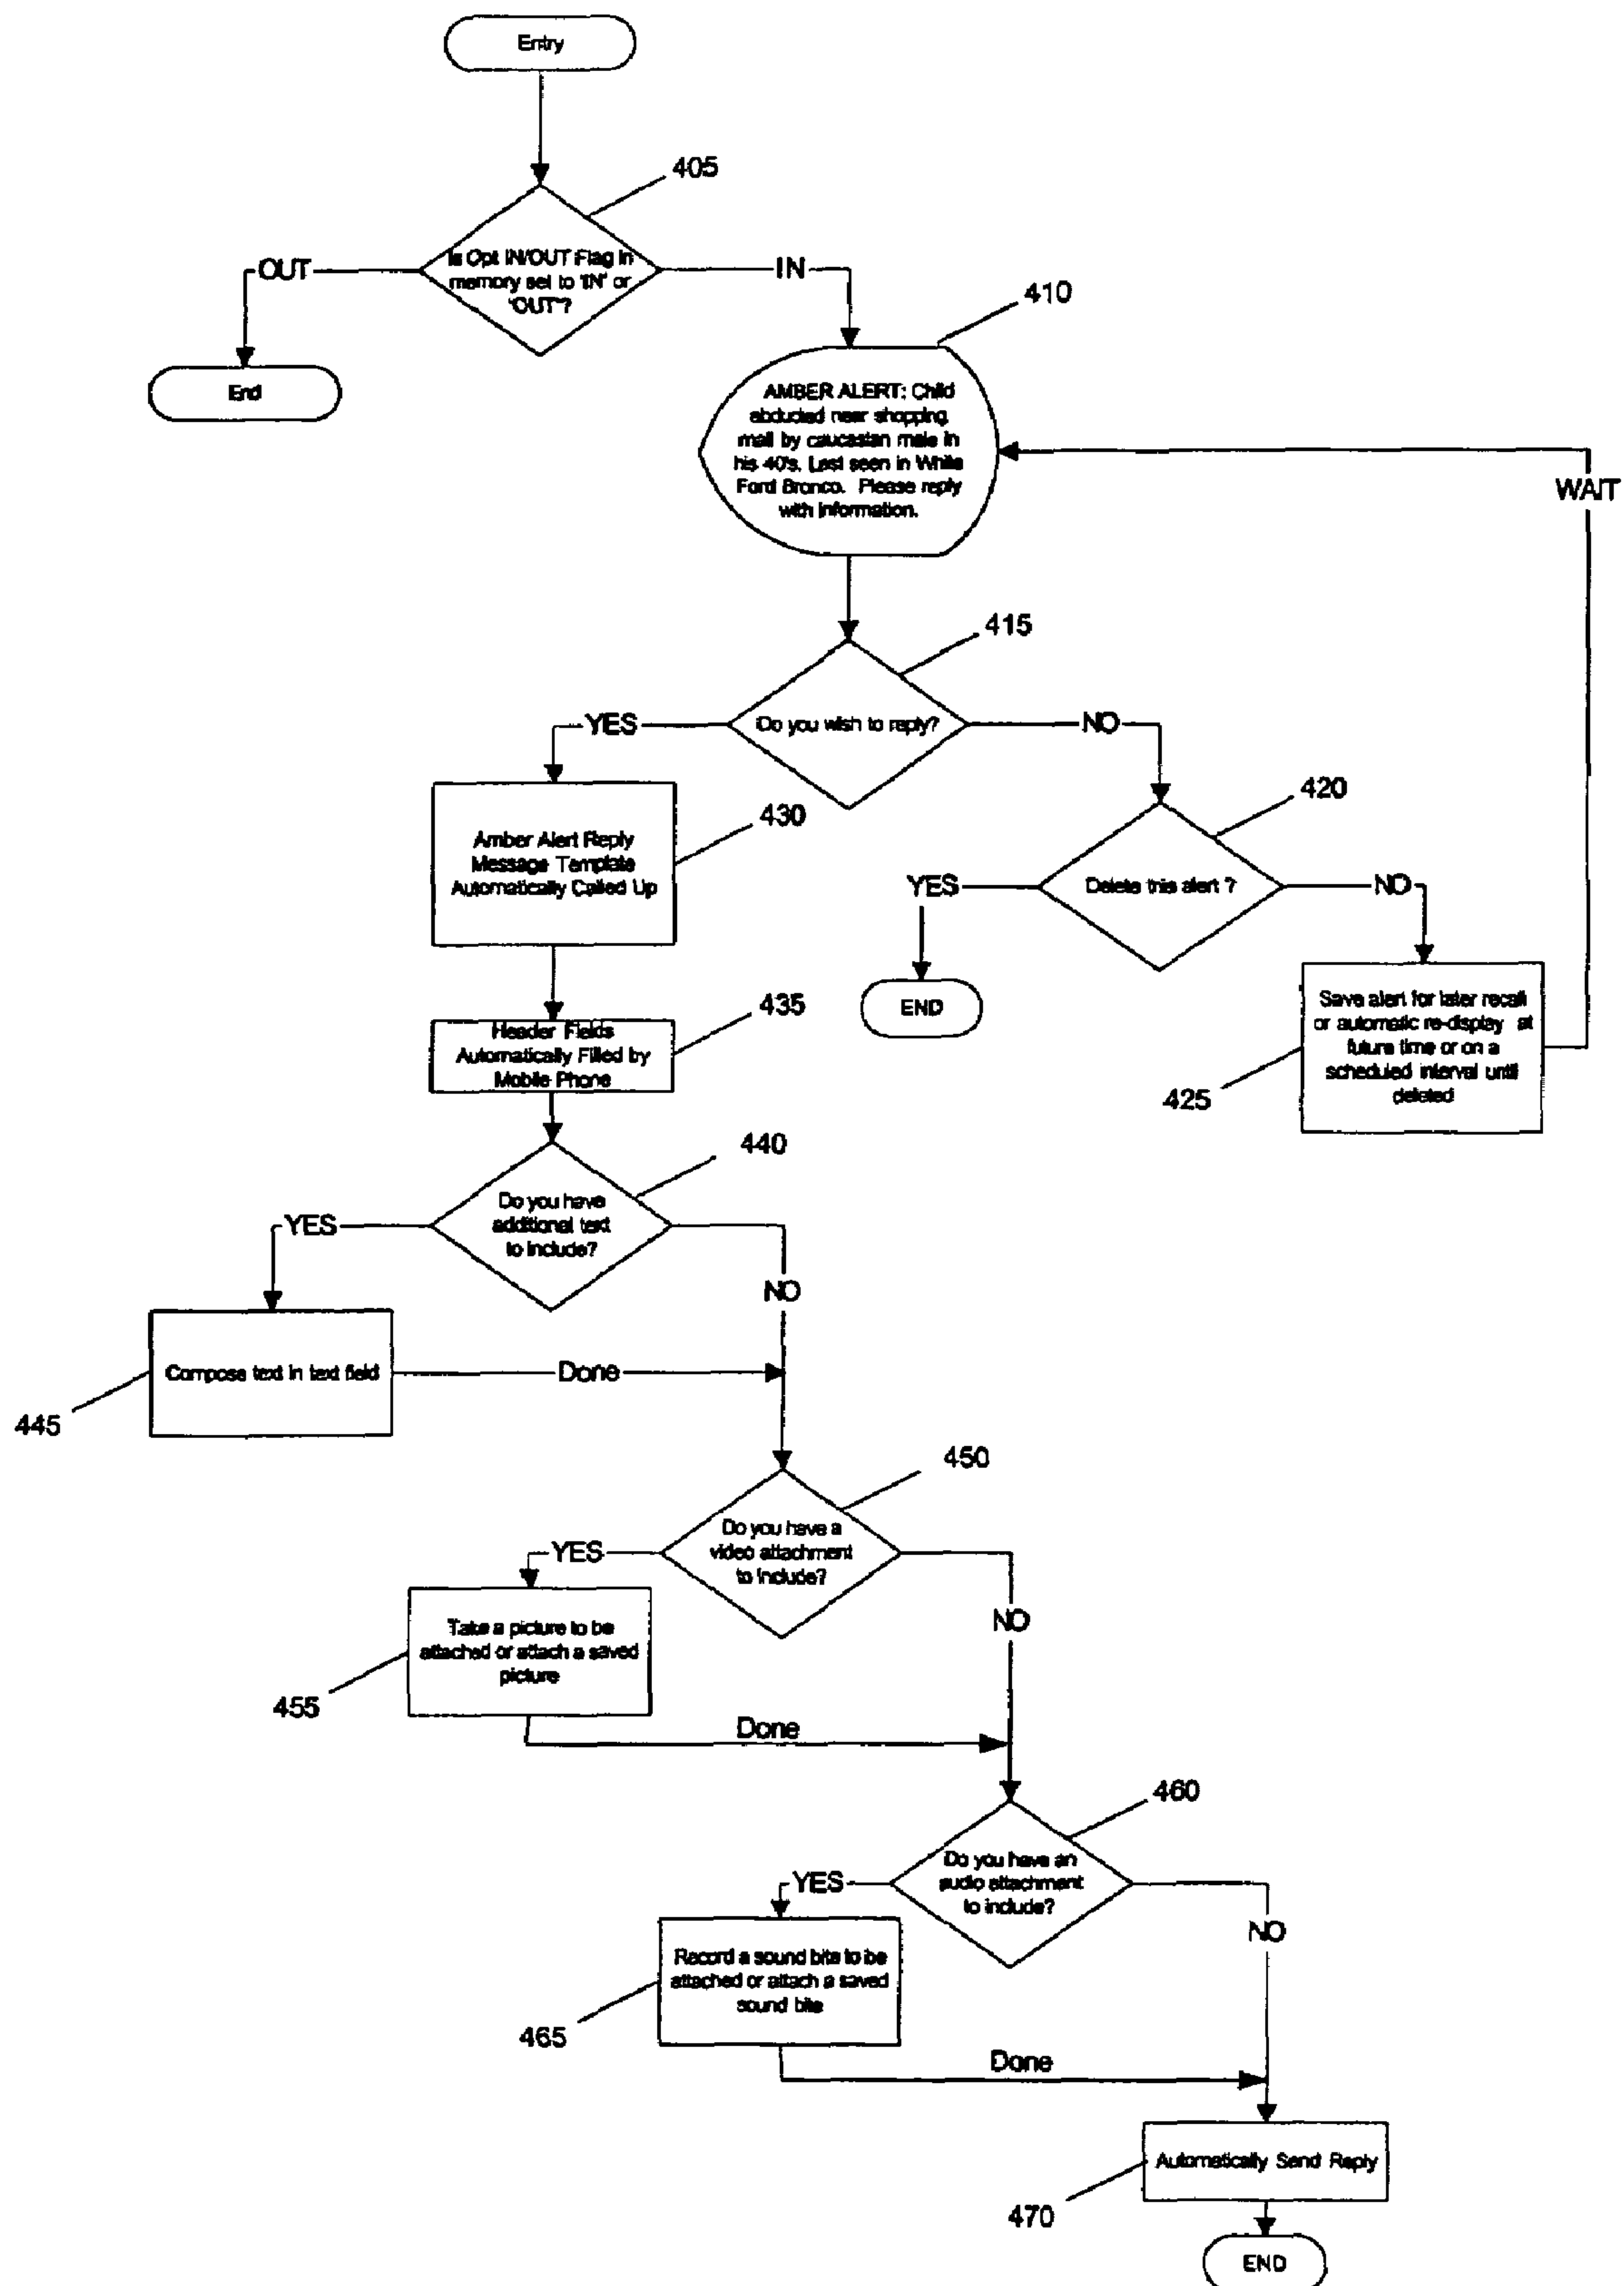 Entry
405
Is Opt IN/OUT Flag in
memory set to 'IN' or
'OUT'?
OUT
IN
End
410
AMBER ALERT: Child
abducted near shopping
mall by caucasian male in
his 40's. Last seen in White
Ford Bronco. Please reply
with information.
WAIT
415
Do you wish to reply?
YES
NO
430
Amber Alert Reply
Message Template
Automatically Called Up
420
Delete this alert ?
YES
NO
END
435
Header Fields
Automatically Filled by
Mobile Phone
Save alert for later recall
or automatic re-display at
future time or on a
scheduled interval until
deleted
425
440
Do you have
additional text
to include?
YES
NO
Compose text in text field
Done
445
450
Do you have a
video attachment
to include?
YES
NO
Take a picture to be
attached or attach a saved
picture
455
Done
460
Do you have an
audio attachment
to include?
YES
NO
Record a sound bite to be
attached or attach a saved
sound bite
465
Done
Automatically Send Reply
470
END